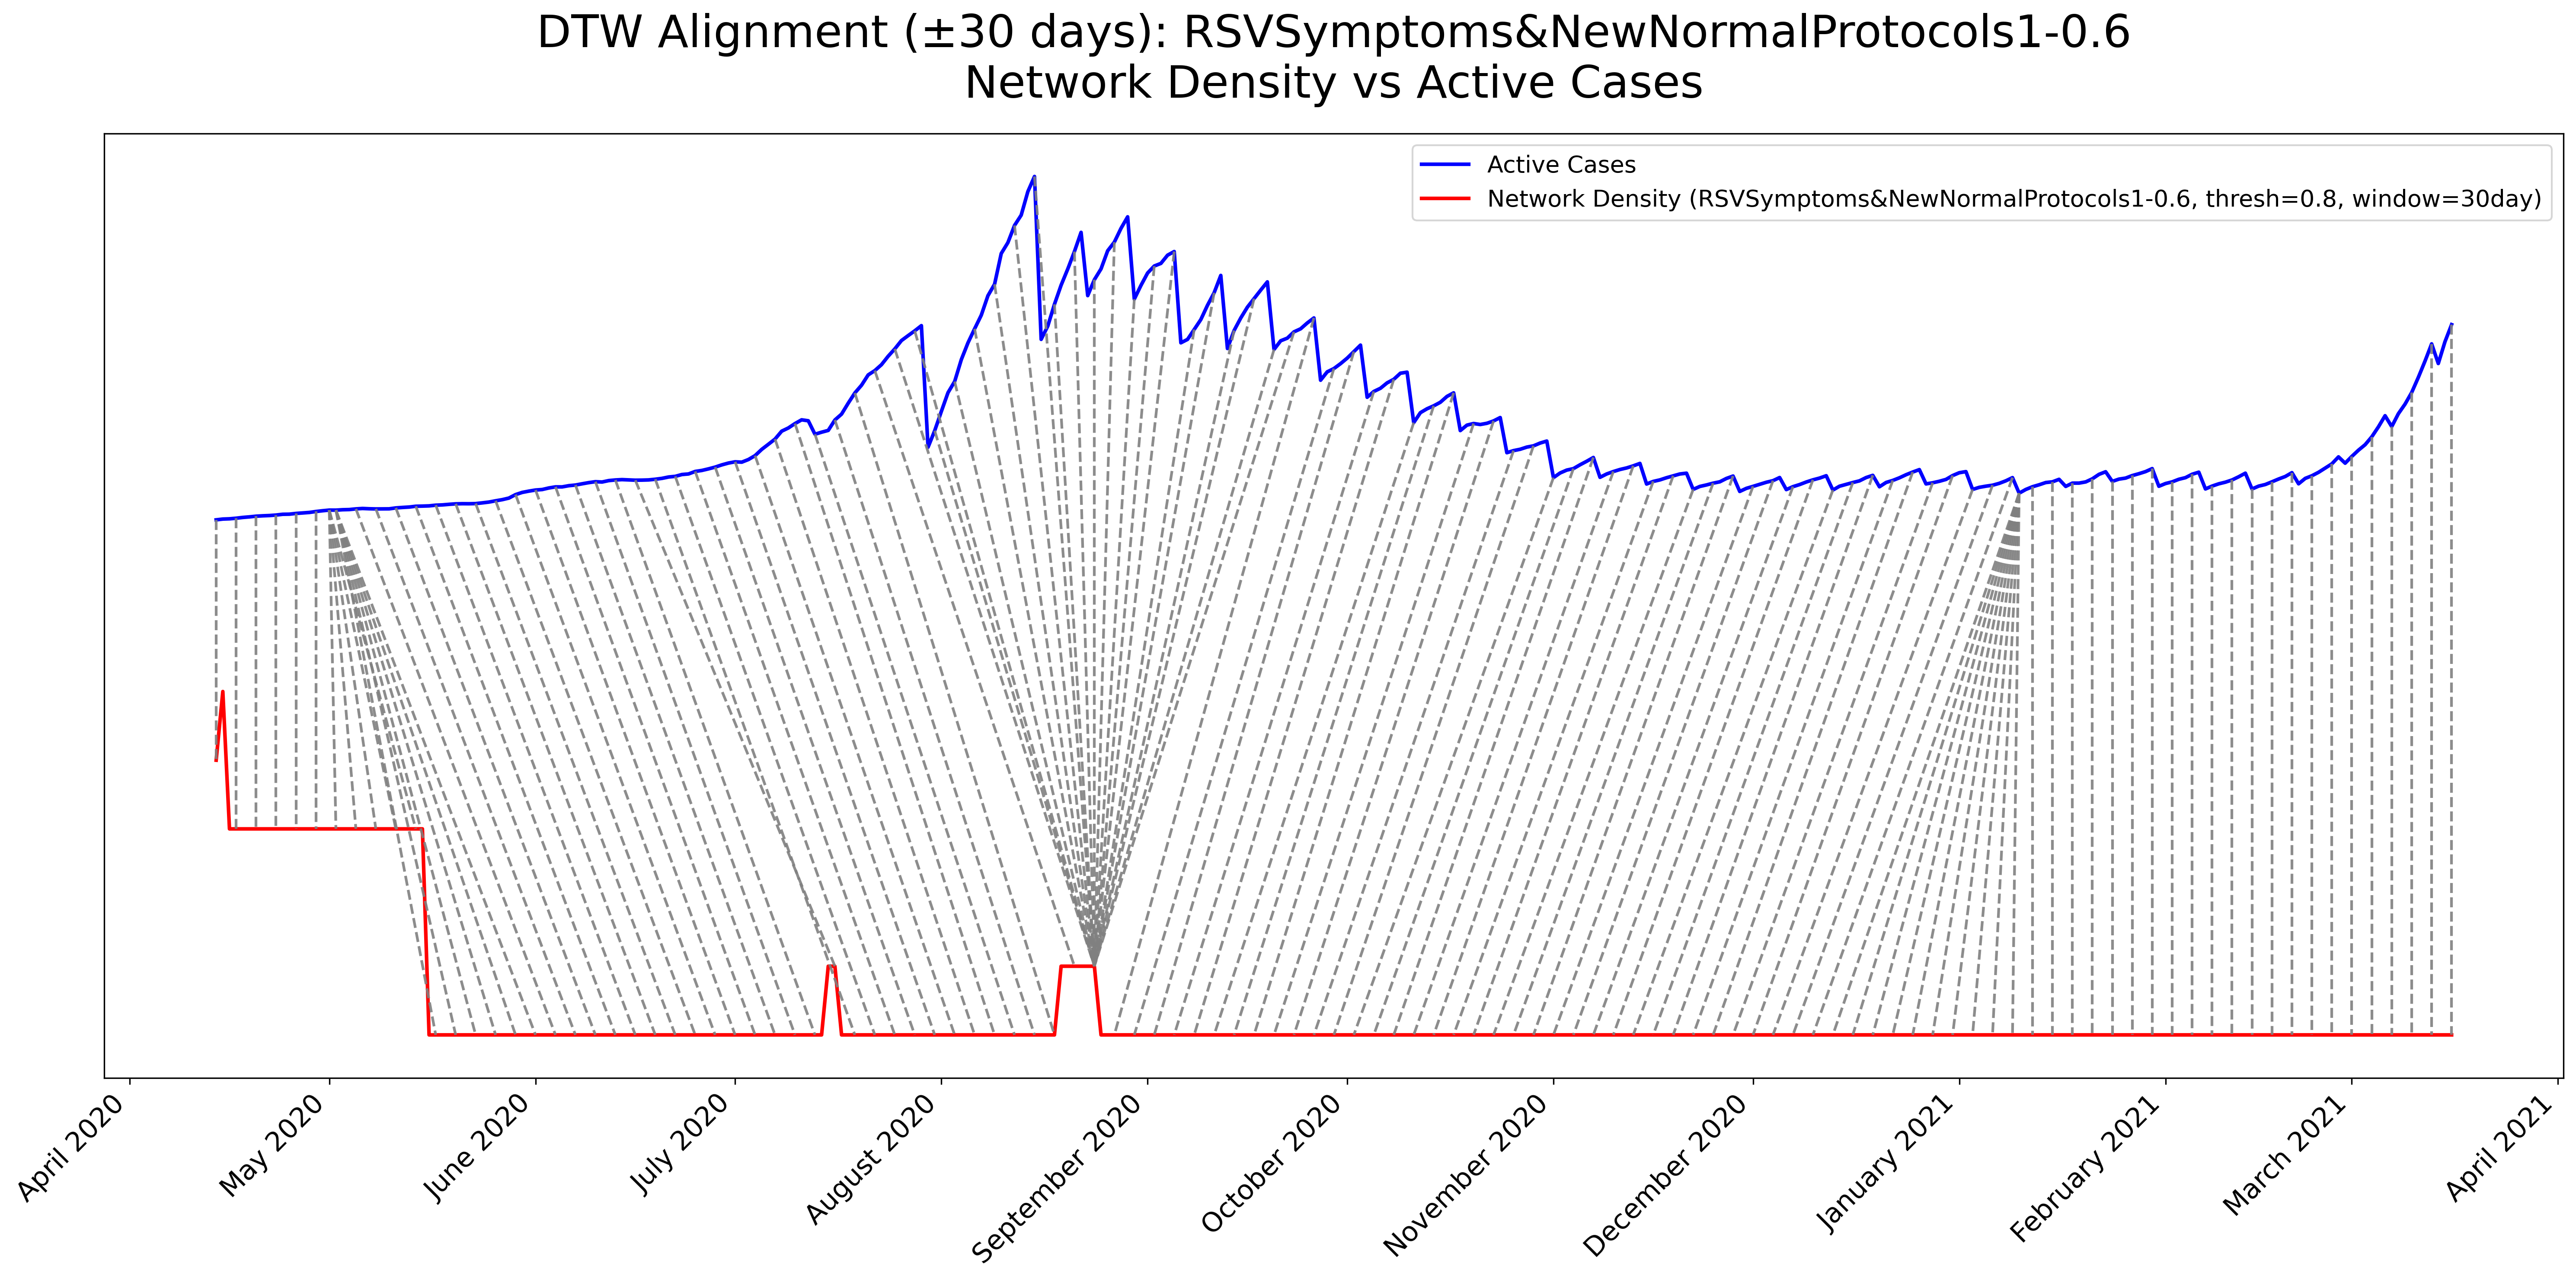 DTW Alignment (±30 days): RSVSymptoms&NewNormalProtocols1-0.6
Network Density vs Active Cases
Active Cases
Network Density (RSVSymptoms&NewNormalProtocols1-0.6, thresh=0.8, window=30day)
April 2020
May 2020
June 2020
July 2020
August 2020
September 2020
October 2020
November 2020
December 2020
January 2021
February 2021
March 2021
April 2021